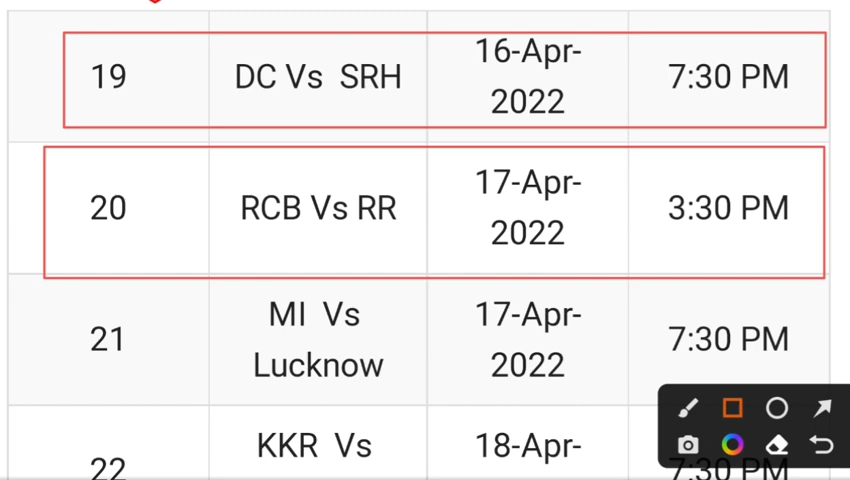 19 DC Vs SRH 16-Apr-2022 7:30 PM
20 RCB Vs RR 17-Apr-2022 3:30 PM
21 MI Vs Lucknow 17-Apr-2022 7:30 PM
22 KKR Vs 18-Apr- 7:30 PM